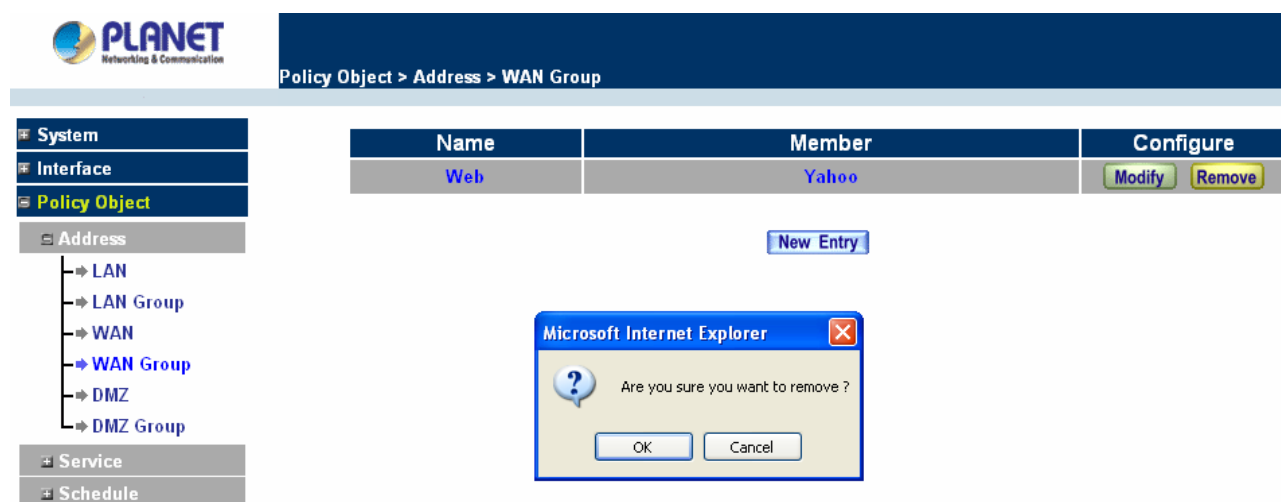 PLANET
Networking & Communication
Policy Object > Address > WAN Group
System
Interface
Policy Object
Address
LAN
LAN Group
WAN
WAN Group
DMZ
DMZ Group
Service
Schedule
Name Member Configure
Web Yahoo Modify Remove
New Entry
Microsoft Internet Explorer
Are you sure you want to remove ?
OK Cancel